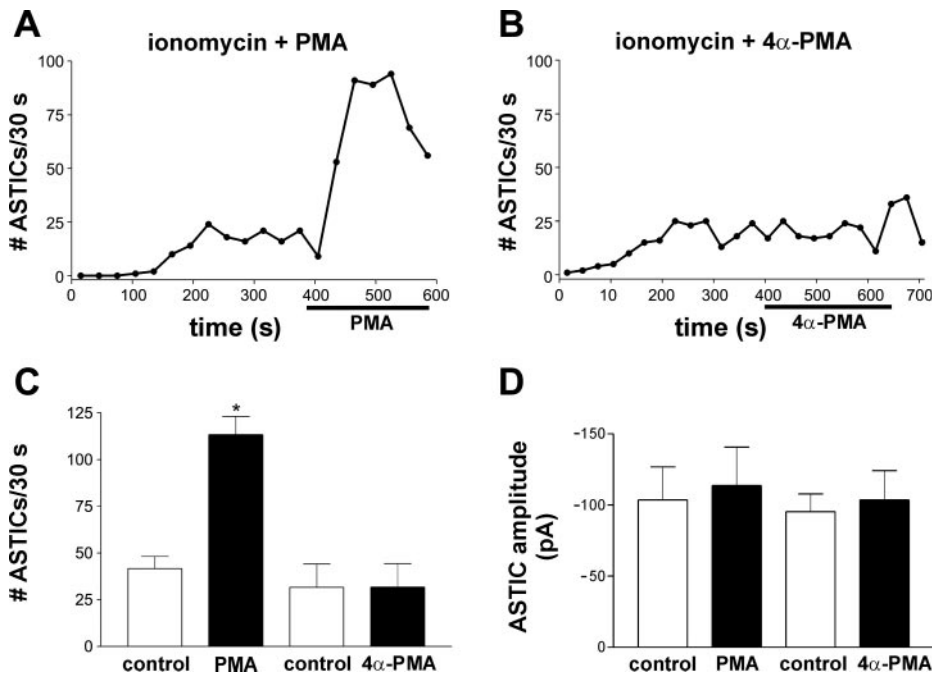 A
ionomycin + PMA
# ASTICs/30 s
100
75
50
25
0
0 100 200 300 400 500 600
time (s)
PMA
B
ionomycin + 4α-PMA
# ASTICs/30 s
100
75
50
25
0
0 100 10 200 300 400 500 600 700
time (s)
4α-PMA
C
# ASTICs/30 s
125
100
75
50
25
0
*
control PMA control 4α-PMA
D
ASTIC amplitude
(pA)
-150
-100
-50
0
control PMA control 4α-PMA